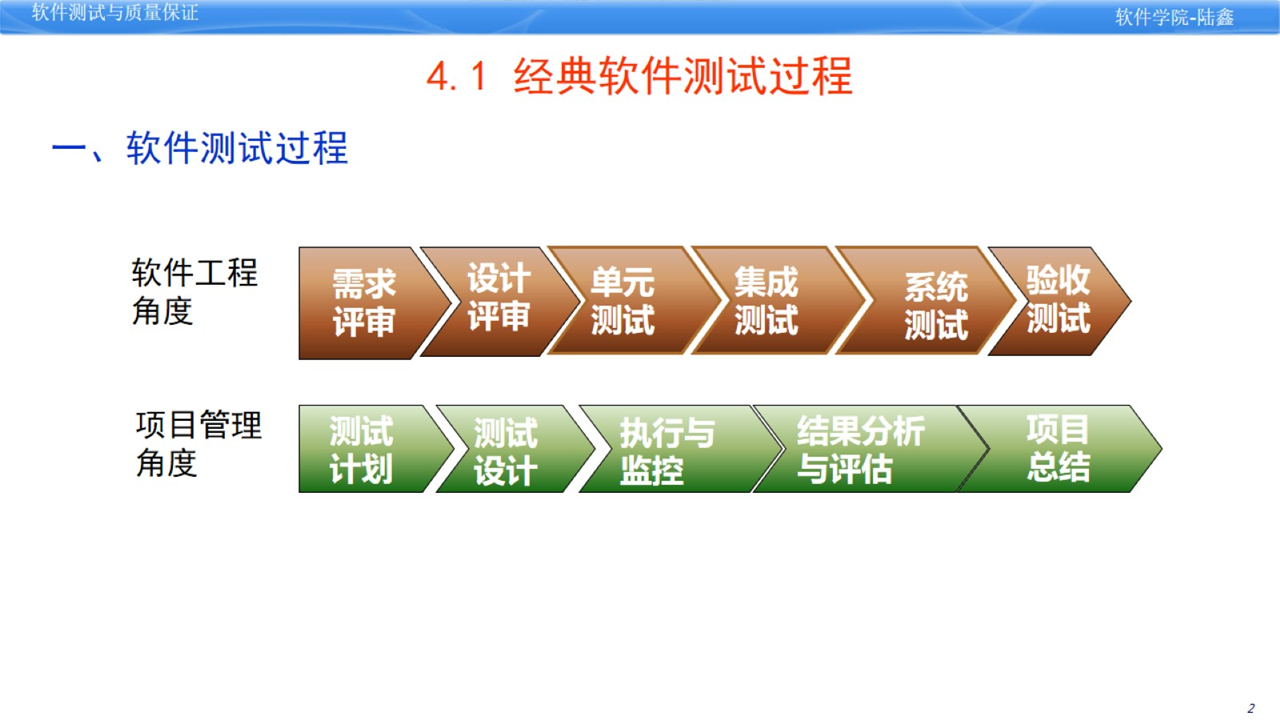 软件测试与质量保证
软件学院-陆鑫
4.1 经典软件测试过程
一、软件测试过程
软件工程
角度
需求
评审
设计
评审
单元
测试
集成
测试
系统
测试
验收
测试
项目管理
角度
测试
计划
测试
设计
执行与
监控
结果分析
与评估
项目
总结
2